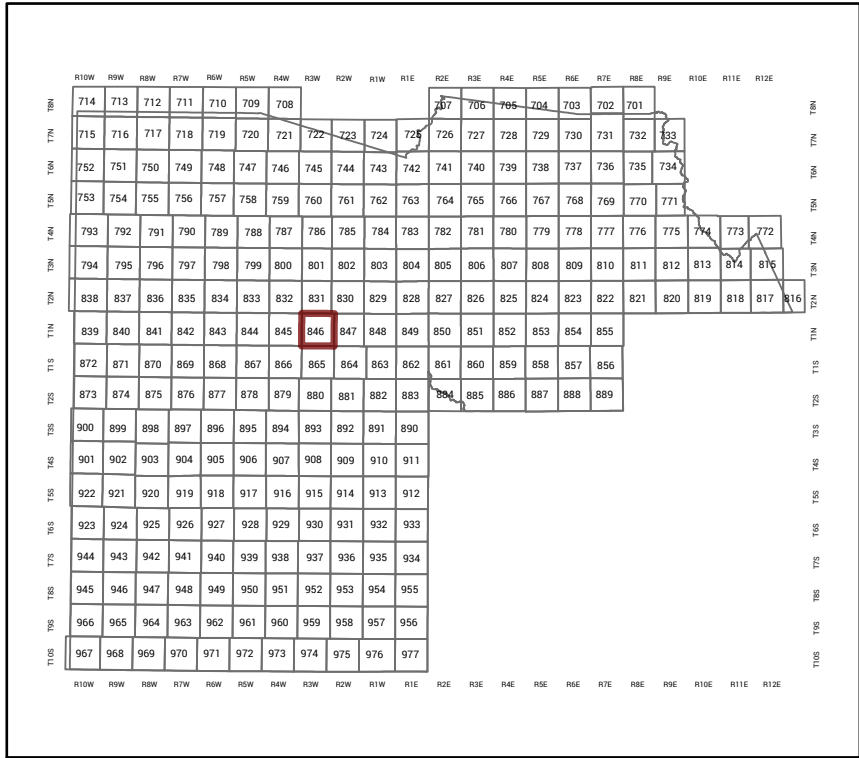 R10W R9W R8W R7W R6W R5W R4W R3W R2W R1W R1E R2E R3E R4E R5E R6E R7E R8E R9E R10E R11E R12E
T8N 714 713 712 711 710 709 708 707 706 705 704 703 702 701 T8N
T7N 715 716 717 718 719 720 721 722 723 724 725 726 727 728 729 730 731 732 733 T7N
T6N 752 751 750 749 748 747 746 745 744 743 742 741 740 739 738 737 736 735 734 T6N
T5N 753 754 755 756 757 758 759 760 761 762 763 764 765 766 767 768 769 770 771 T5N
T4N 793 792 791 790 789 788 787 786 785 784 783 782 781 780 779 778 777 776 775 774 773 772 T4N
T3N 794 795 796 797 798 799 800 801 802 803 804 805 806 807 808 809 810 811 812 813 814 815 T3N
T2N 838 837 836 835 834 833 832 831 830 829 828 827 826 825 824 823 822 821 820 819 818 817 816 T2N
T1N 839 840 841 842 843 844 845 846 847 848 849 850 851 852 853 854 855 T1N
T1S 872 871 870 869 868 867 866 865 864 863 862 861 860 859 858 857 856 T1S
T2S 873 874 875 876 877 878 879 880 881 882 883 884 885 886 887 888 889 T2S
T3S 900 899 898 897 896 895 894 893 892 891 890 T3S
T4S 901 902 903 904 905 906 907 908 909 910 911 T4S
T5S 922 921 920 919 918 917 916 915 914 913 912 T5S
T6S 923 924 925 926 927 928 929 930 931 932 933 T6S
T7S 944 943 942 941 940 939 938 937 936 935 934 T7S
T8S 945 946 947 948 949 950 951 952 953 954 955 T8S
T9S 966 965 964 963 962 961 960 959 958 957 956 T9S
T10S 967 968 969 970 971 972 973 974 975 976 977 T10S
R10W R9W R8W R7W R6W R5W R4W R3W R2W R1W R1E R2E R3E R4E R5E R6E R7E R8E R9E R10E R11E R12E